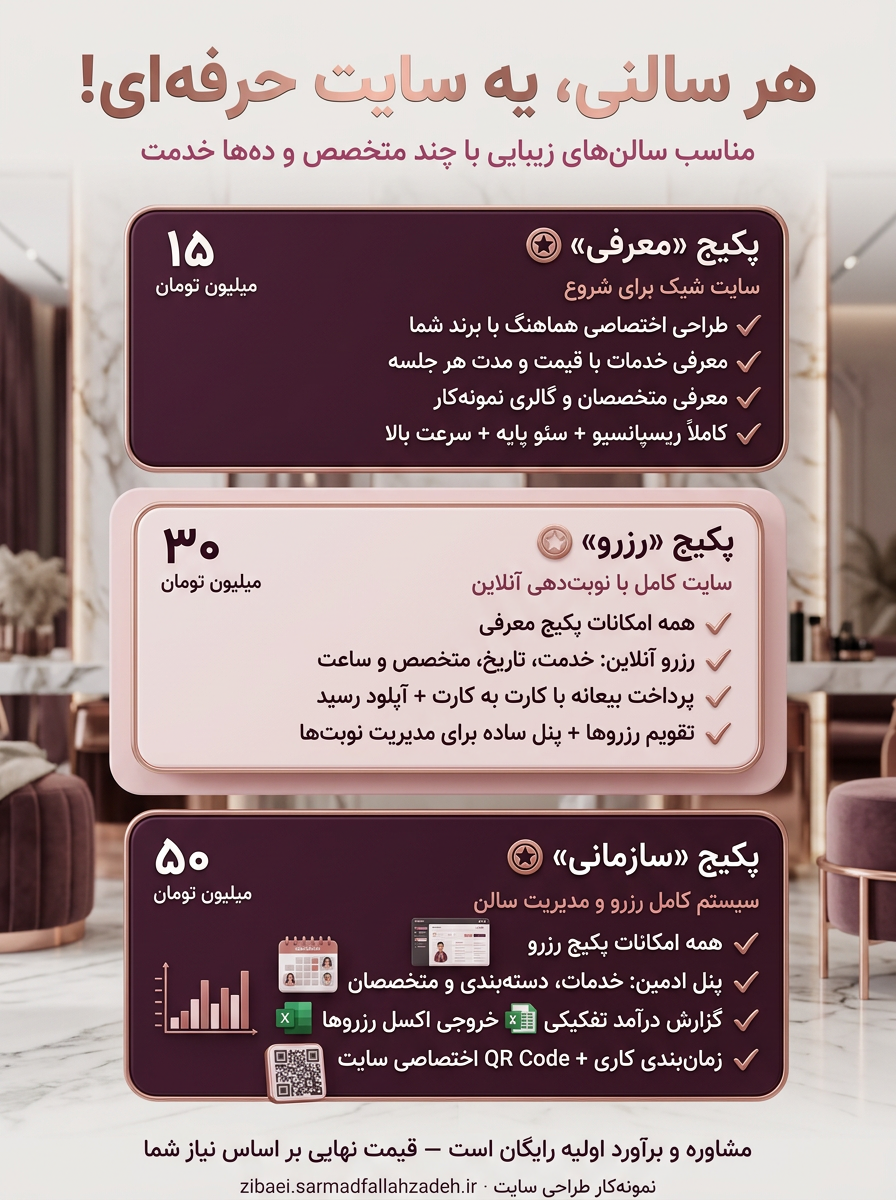 هر سالنی، یه سایت حرفه‌ای!
مناسب سالن‌های زیبایی با چند متخصص و ده‌ها خدمت
پکیج «معرفی»
۱۵
میلیون تومان
سایت شیک برای شروع
طراحی اختصاصی هماهنگ با برند شما
معرفی خدمات با قیمت و مدت هر جلسه
معرفی متخصصان و گالری نمونه‌کار
کاملاً ریسپانسیو + سئو پایه + سرعت بالا
پکیج «رزرو»
۳۰
میلیون تومان
سایت کامل با نوبت‌دهی آنلاین
همه امکانات پکیج معرفی
رزرو آنلاین: خدمت، تاریخ، متخصص و ساعت
پرداخت بیعانه با کارت به کارت + آپلود رسید
تقویم رزروها + پنل ساده برای مدیریت نوبت‌ها
پکیج «سازمانی»
۵۰
میلیون تومان
سیستم کامل رزرو و مدیریت سالن
همه امکانات پکیج رزرو
پنل ادمین: خدمات، دسته‌بندی و متخصصان
گزارش درآمد تفکیکی خروجی اکسل رزروها
زمان‌بندی کاری + QR Code اختصاصی سایت
مشاوره و برآورد اولیه رایگان است — قیمت نهایی بر اساس نیاز شما
نمونه‌کار طراحی سایت · zibaei.sarmadfallahzadeh.ir